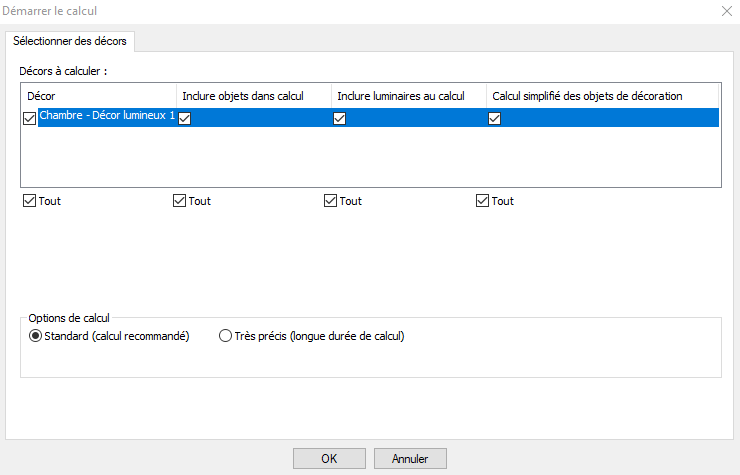 Démarrer le calcul
Sélectionner des décors
Décors à calculer :
Décor Inclure objets dans calcul Inclure luminaires au calcul Calcul simplifié des objets de décoration
Chambre - Décor lumineux 1
Tout Tout Tout Tout
Options de calcul
Standard (calcul recommandé) Très précis (longue durée de calcul)
OK Annuler